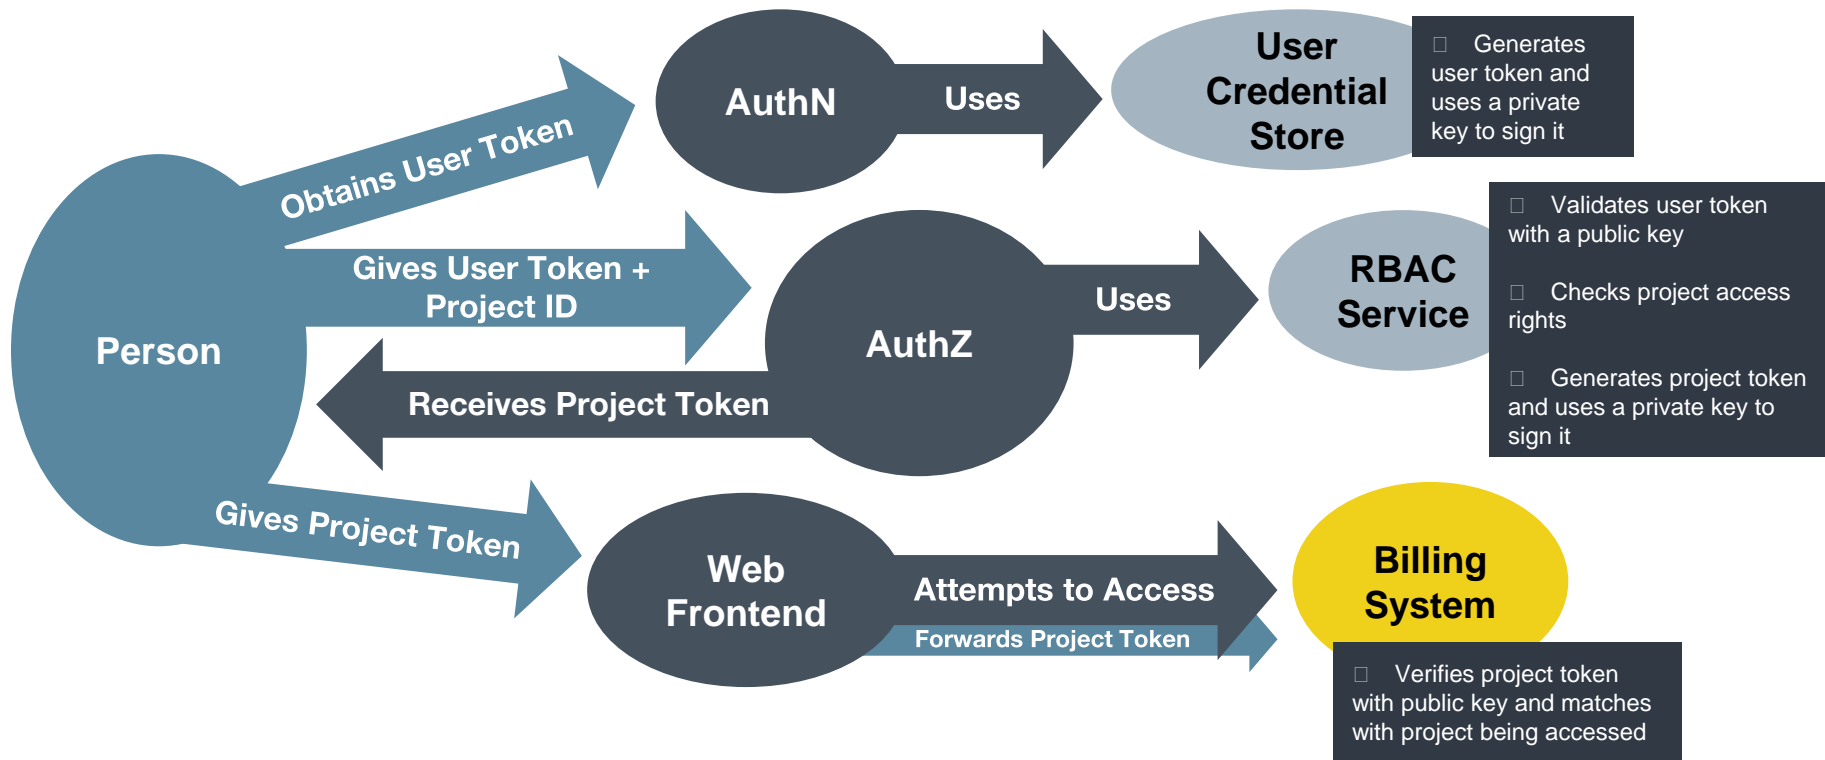 Obtains User Token
AuthN
Uses
User
Credential
Store
Generates
user token and
uses a private
key to sign it
Person
Gives User Token +
Project ID
Receives Project Token
AuthZ
Uses
RBAC
Service
Validates user token
with a public key
Checks project access
rights
Generates project token
and uses a private key to
sign it
Gives Project Token
Web
Frontend
Attempts to Access
Forwards Project Token
Billing
System
Verifies project token
with public key and matches
with project being accessed